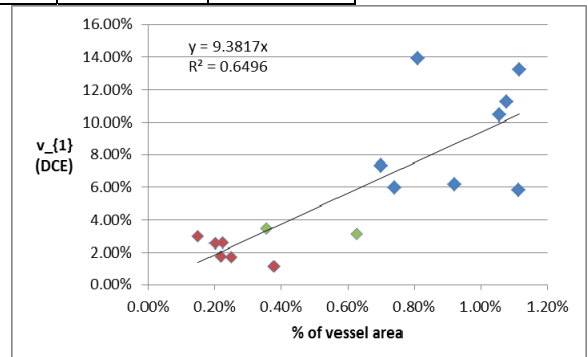 16.00%
14.00%
12.00%
10.00%
8.00%
6.00%
4.00%
2.00%
0.00%
v_{1}
(DCE)
y = 9.3817x
R² = 0.6496
0.00% 0.20% 0.40% 0.60% 0.80% 1.00% 1.20%
% of vessel area